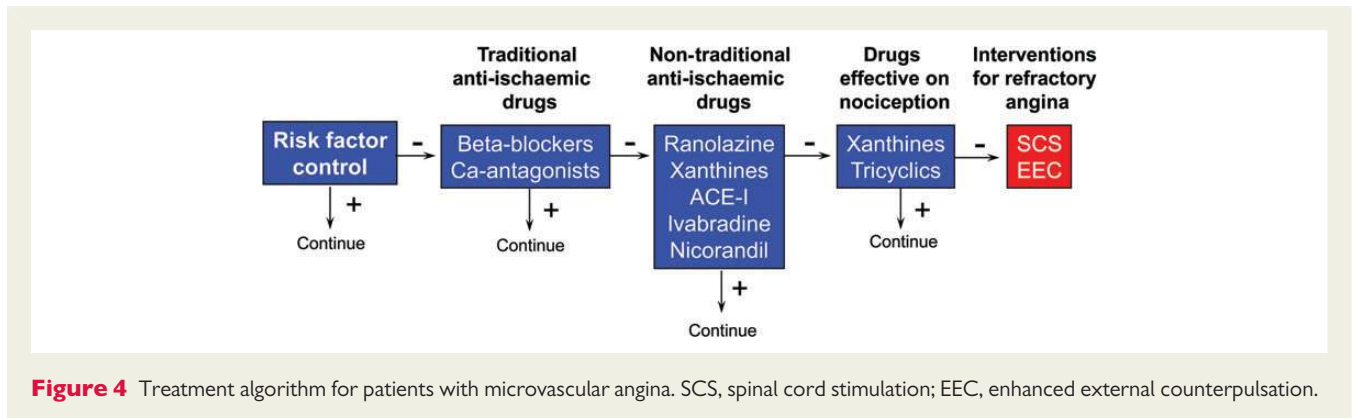 Traditional
anti-ischaemic
drugs
Non-traditional
anti-ischaemic
drugs
Drugs
effective on
nociception
Interventions
for refractory
angina
Risk factor
control
-
Beta-blockers
Ca-antagonists
-
Ranolazine
Xanthines
ACE-I
Ivabradine
Nicorandil
-
Xanthines
Tricyclics
-
SCS
EEC
+
Continue
+
Continue
+
Continue
+
Continue
Figure 4 Treatment algorithm for patients with microvascular angina. SCS, spinal cord stimulation; EEC, enhanced external counterpulsation.